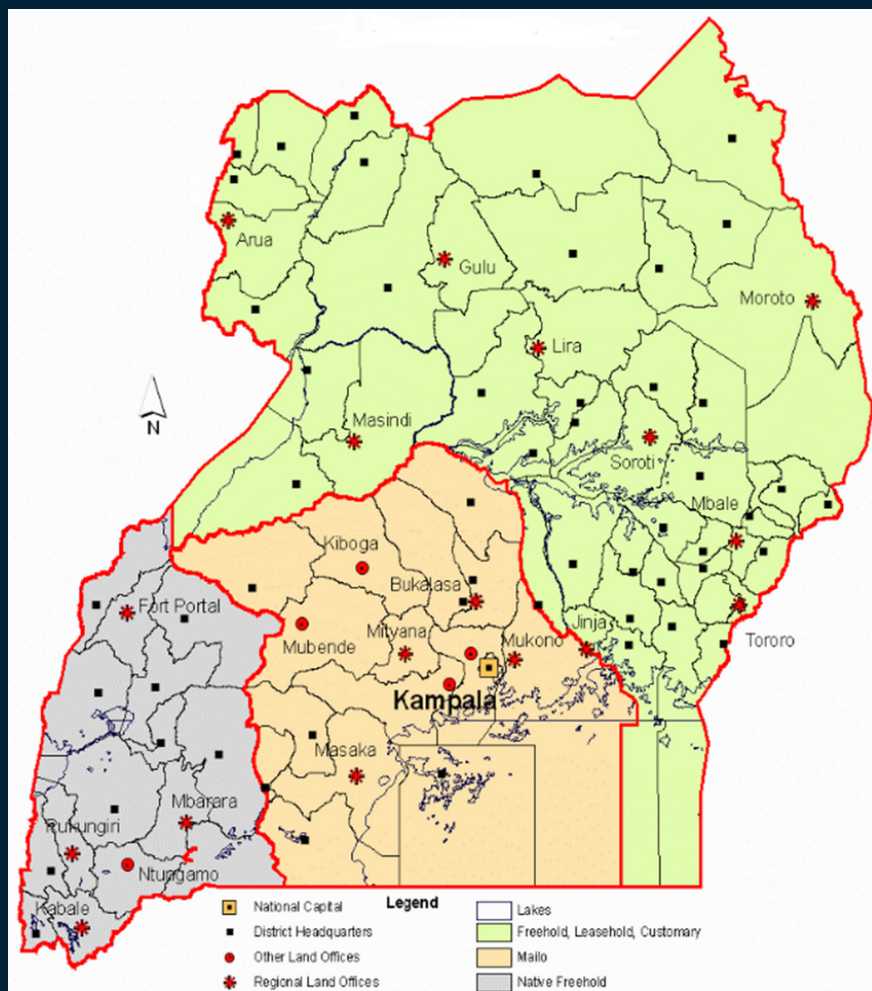 Arua
Gulu
Moroto
Lira
N
Masindi
Soroti
Mbale
Kiboga
Bukalasa
Fort Portal
Jinja
Mubende
Mityana
Mukono
Tororo
Kampala
Masaka
Mbarara
Rukungiri
Ntungamo
Kabale
Legend
National Capital
District Headquarters
Other Land Offices
Regional Land Offices
Lakes
Freehold, Leasehold, Customary
Mailo
Native Freehold